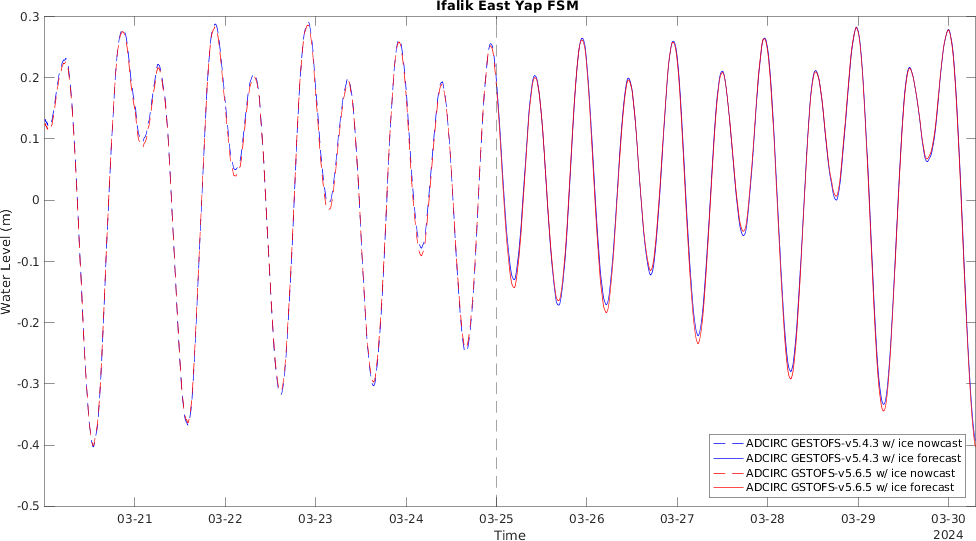 Ifalik East Yap FSM
0.3
0.2
0.1
0
-0.1
-0.2
-0.3
-0.4
-0.5
Water Level (m)
ADCIRC GESTOFS-v5.4.3 w/ ice nowcast
ADCIRC GESTOFS-v5.4.3 w/ ice forecast
ADCIRC GSTOFS-v5.6.5 w/ ice nowcast
ADCIRC GSTOFS-v5.6.5 w/ ice forecast
03-21 03-22 03-23 03-24 03-25 03-26 03-27 03-28 03-29 03-30
Time 2024